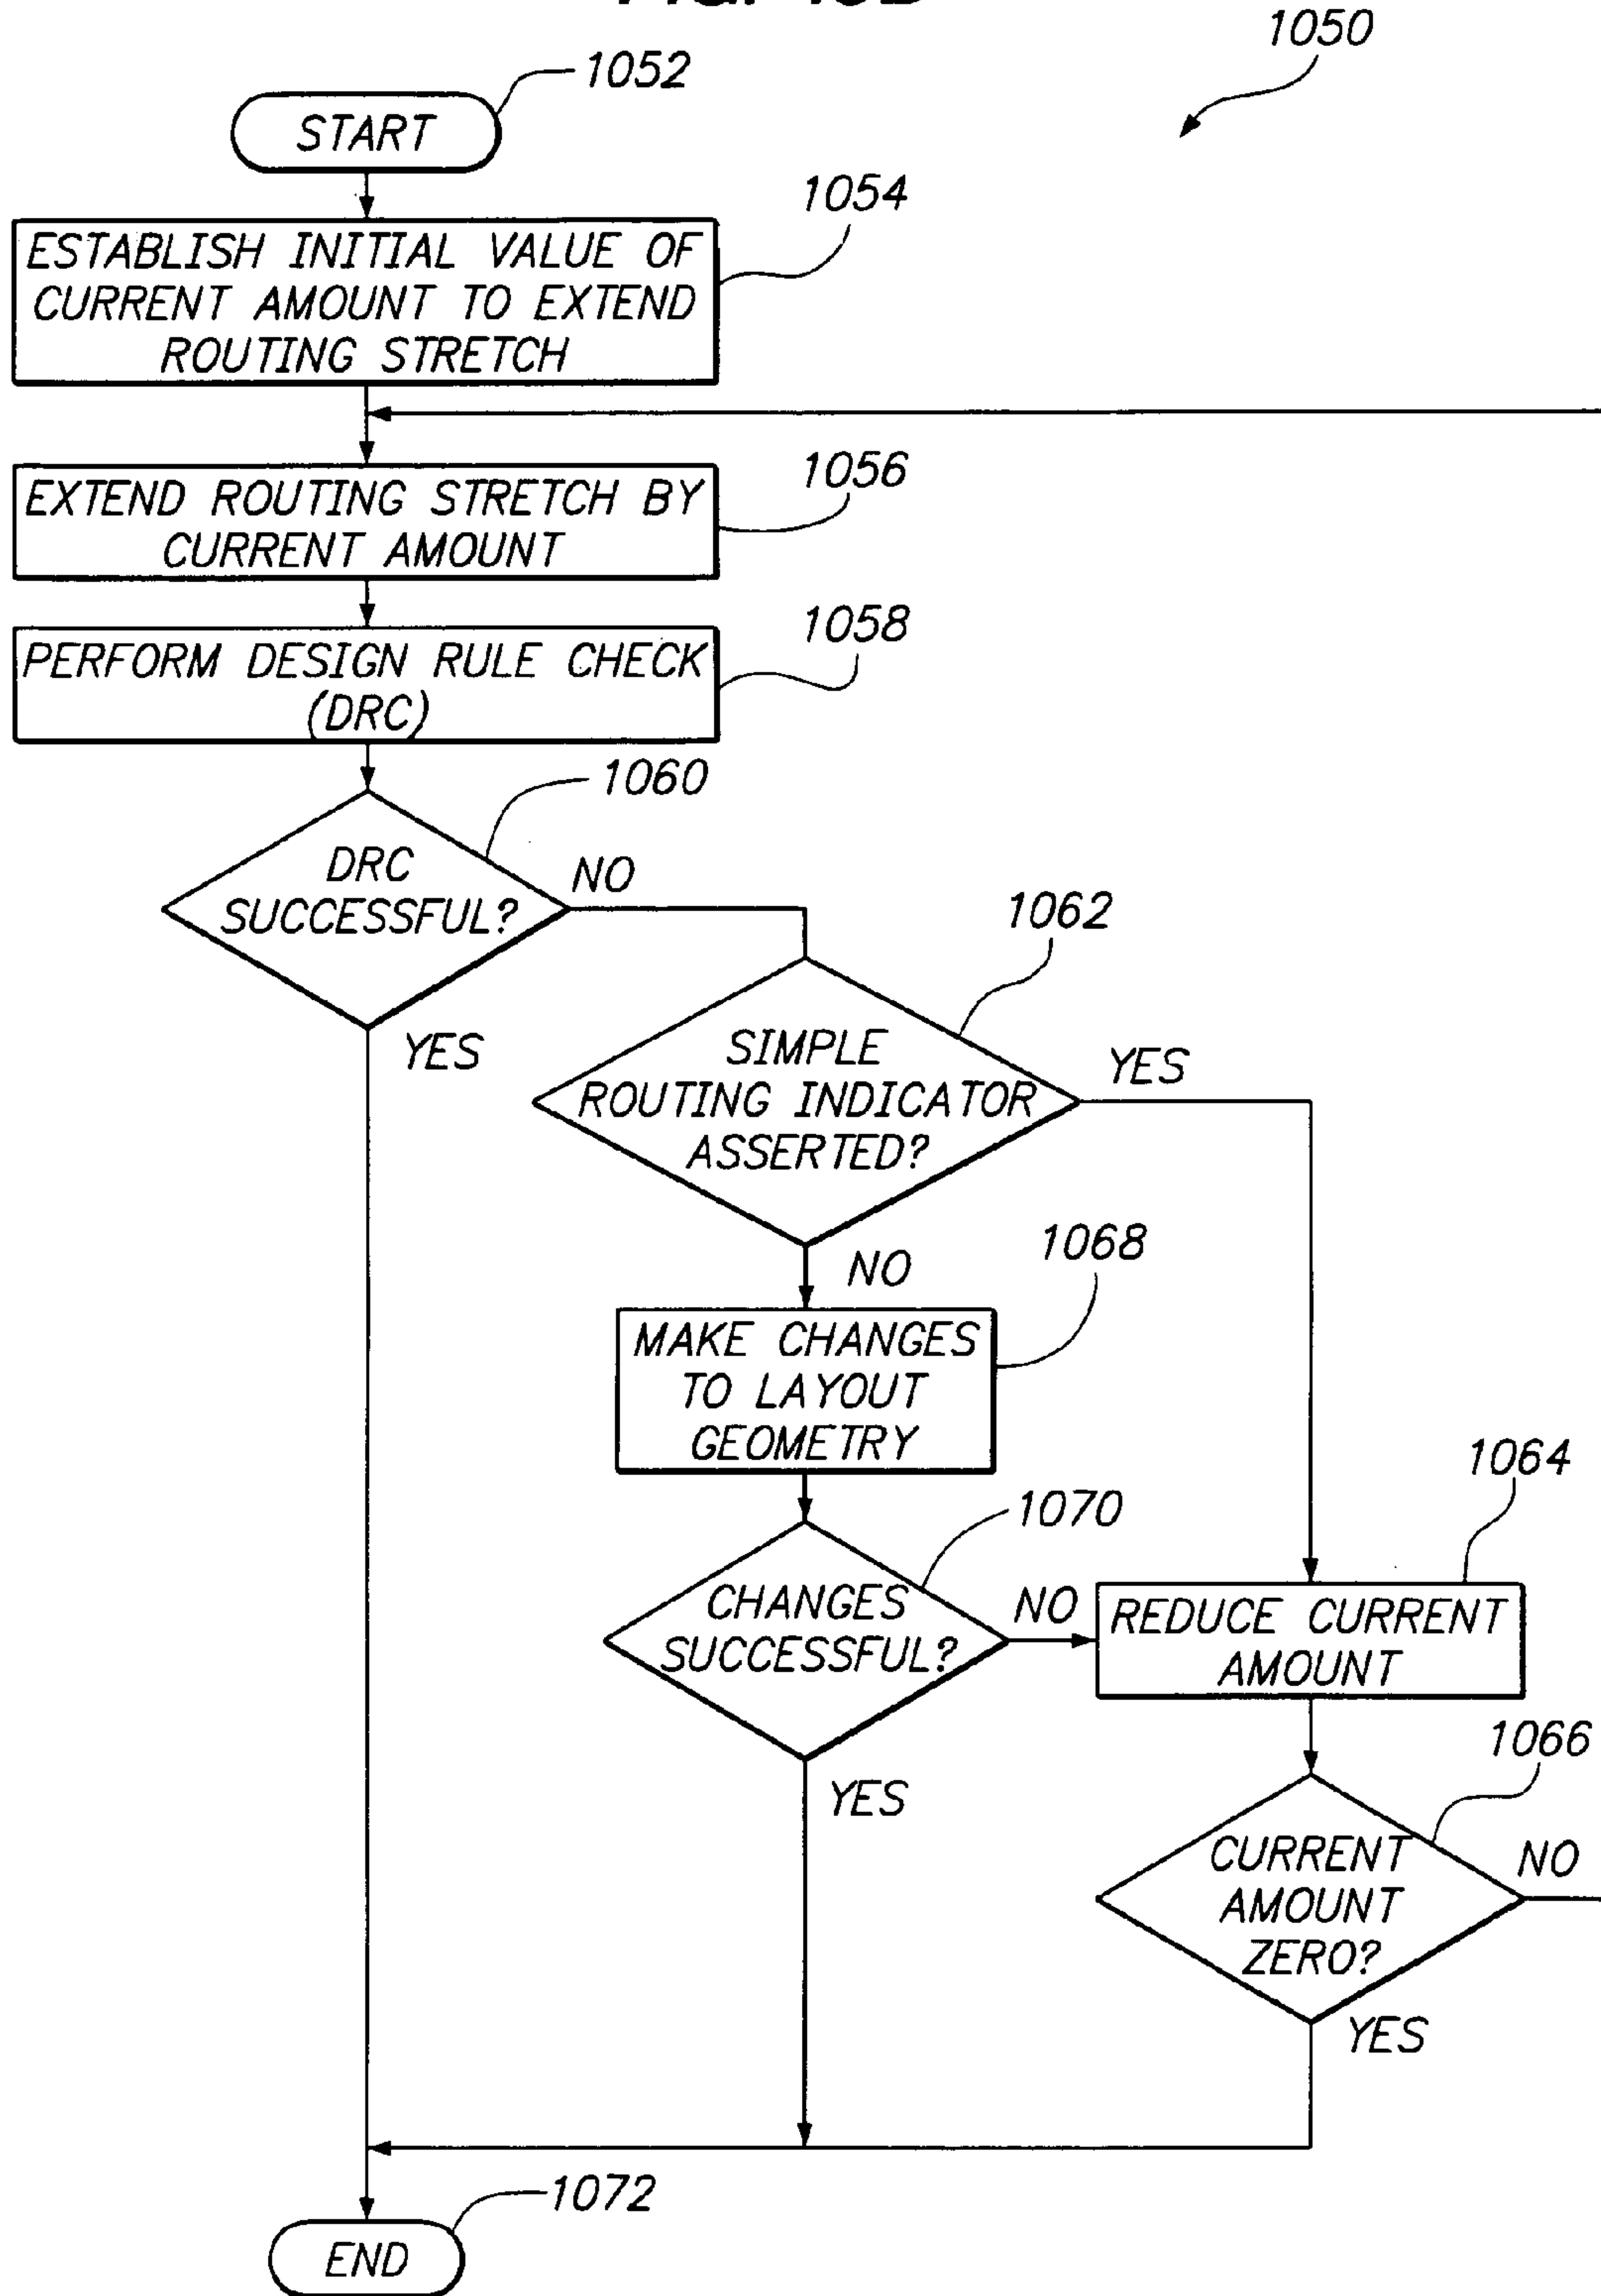 1050
1052
START
1054
ESTABLISH INITIAL VALUE OF
CURRENT AMOUNT TO EXTEND
ROUTING STRETCH
1056
EXTEND ROUTING STRETCH BY
CURRENT AMOUNT
1058
PERFORM DESIGN RULE CHECK
(DRC)
1060
DRC
SUCCESSFUL?
NO
YES
1062
SIMPLE
ROUTING INDICATOR
ASSERTED?
YES
NO
1068
MAKE CHANGES
TO LAYOUT
GEOMETRY
1070
CHANGES
SUCCESSFUL?
NO
YES
1064
REDUCE CURRENT
AMOUNT
1066
CURRENT
AMOUNT
ZERO?
NO
YES
1072
END